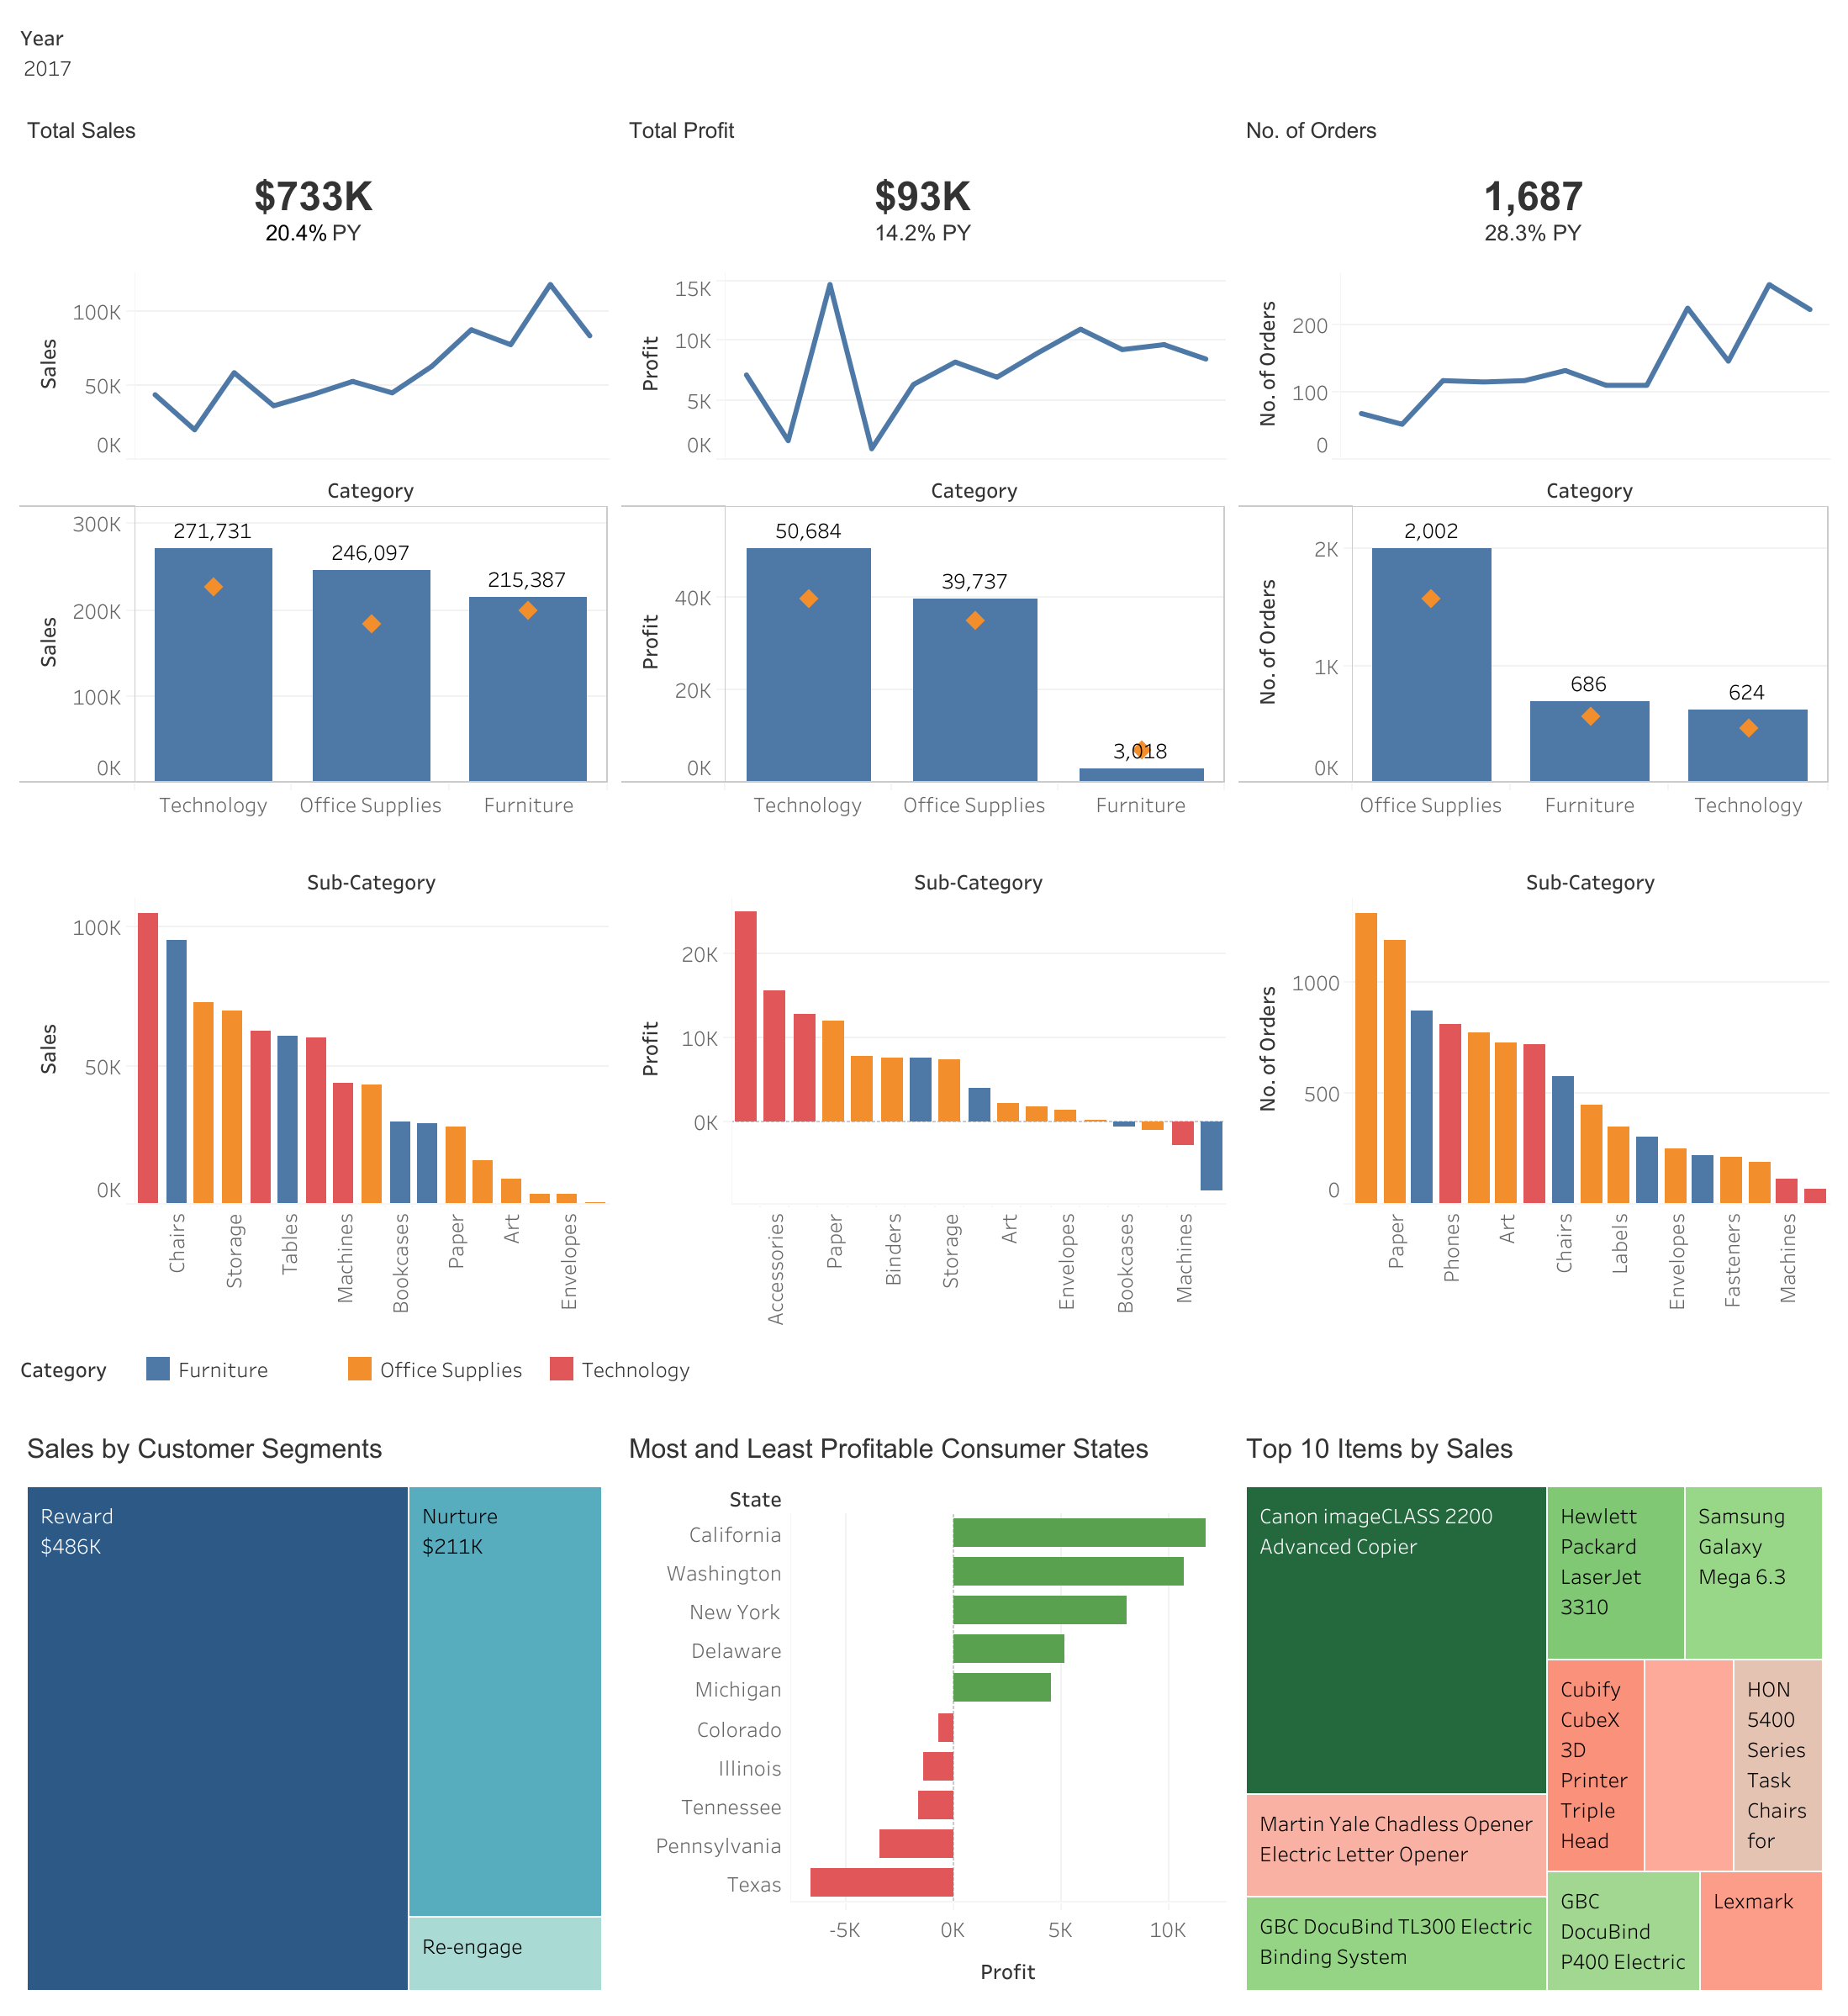 Year
2017
Total Sales
$733K
20.4% PY
Total Profit
$93K
14.2% PY
No. of Orders
1,687
28.3% PY
Sales
100K
50K
0K
Profit
15K
10K
5K
0K
No. of Orders
200
100
0
Category
Sales
300K
200K
100K
0K
271,731
246,097
215,387
Technology
Office Supplies
Furniture
Category
Profit
40K
20K
0K
50,684
39,737
3,018
Technology
Office Supplies
Furniture
Category
No. of Orders
2K
1K
0K
2,002
686
624
Office Supplies
Furniture
Technology
Sub-Category
Sales
100K
50K
0K
Chairs
Storage
Tables
Machines
Bookcases
Paper
Art
Envelopes
Sub-Category
Profit
20K
10K
0K
Accessories
Paper
Binders
Storage
Art
Envelopes
Bookcases
Machines
Sub-Category
No. of Orders
1000
500
0
Paper
Phones
Art
Chairs
Labels
Envelopes
Fasteners
Machines
Category
Furniture
Office Supplies
Technology
Sales by Customer Segments
Reward
$486K
Nurture
$211K
Re-engage
Most and Least Profitable Consumer States
State
California
Washington
New York
Delaware
Michigan
Colorado
Illinois
Tennessee
Pennsylvania
Texas
-5K
0K
5K
10K
Profit
Top 10 Items by Sales
Canon imageCLASS 2200
Advanced Copier
Martin Yale Chadless Opener
Electric Letter Opener
GBC DocuBind TL300 Electric
Binding System
Hewlett
Packard
LaserJet
3310
Samsung
Galaxy
Mega 6.3
Cubify
CubeX
3D
Printer
Triple
Head
HON
5400
Series
Task
Chairs
for
GBC
DocuBind
P400 Electric
Lexmark